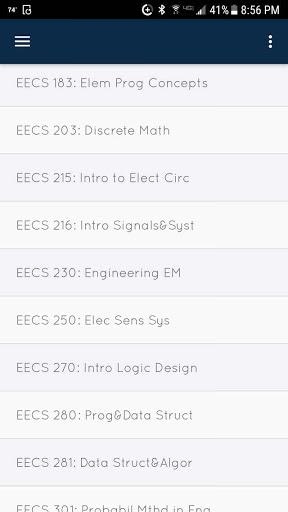 74° 4G 41% 8:56 PM
EECS 183: Elem Prog Concepts
EECS 203: Discrete Math
EECS 215: Intro to Elect Circ
EECS 216: Intro Signals&Syst
EECS 230: Engineering EM
EECS 250: Elec Sens Sys
EECS 270: Intro Logic Design
EECS 280: Prog&Data Struct
EECS 281: Data Struct&Algor
EECS 301: Probabil Mthd in Eng